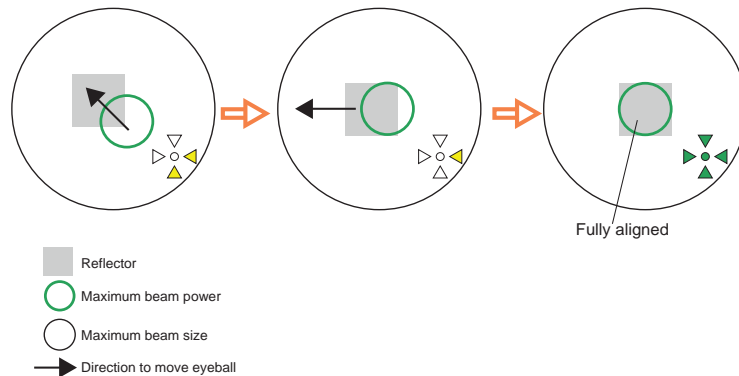 Fully aligned
Reflector
Maximum beam power
Maximum beam size
Direction to move eyeball